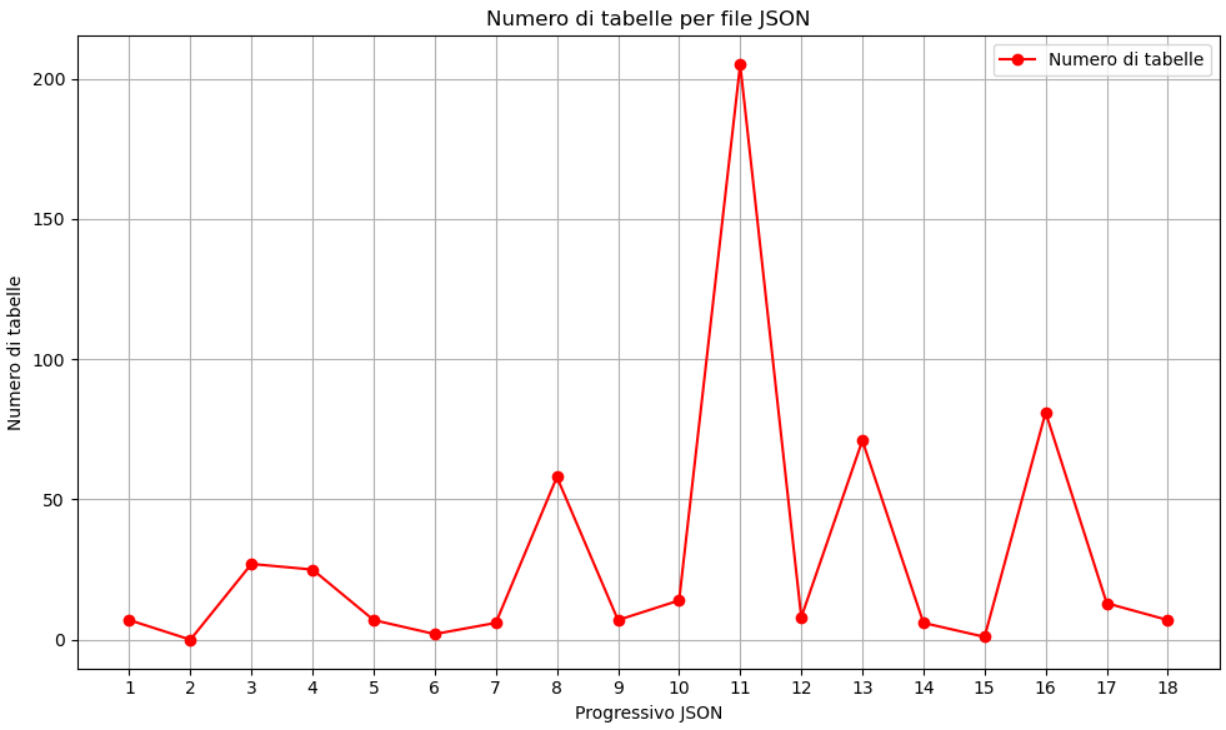 Numero di tabelle per file JSON
Numero di tabelle
200
150
100
50
0
Numero di tabelle
1 2 3 4 5 6 7 8 9 10 11 12 13 14 15 16 17 18
Progressivo JSON